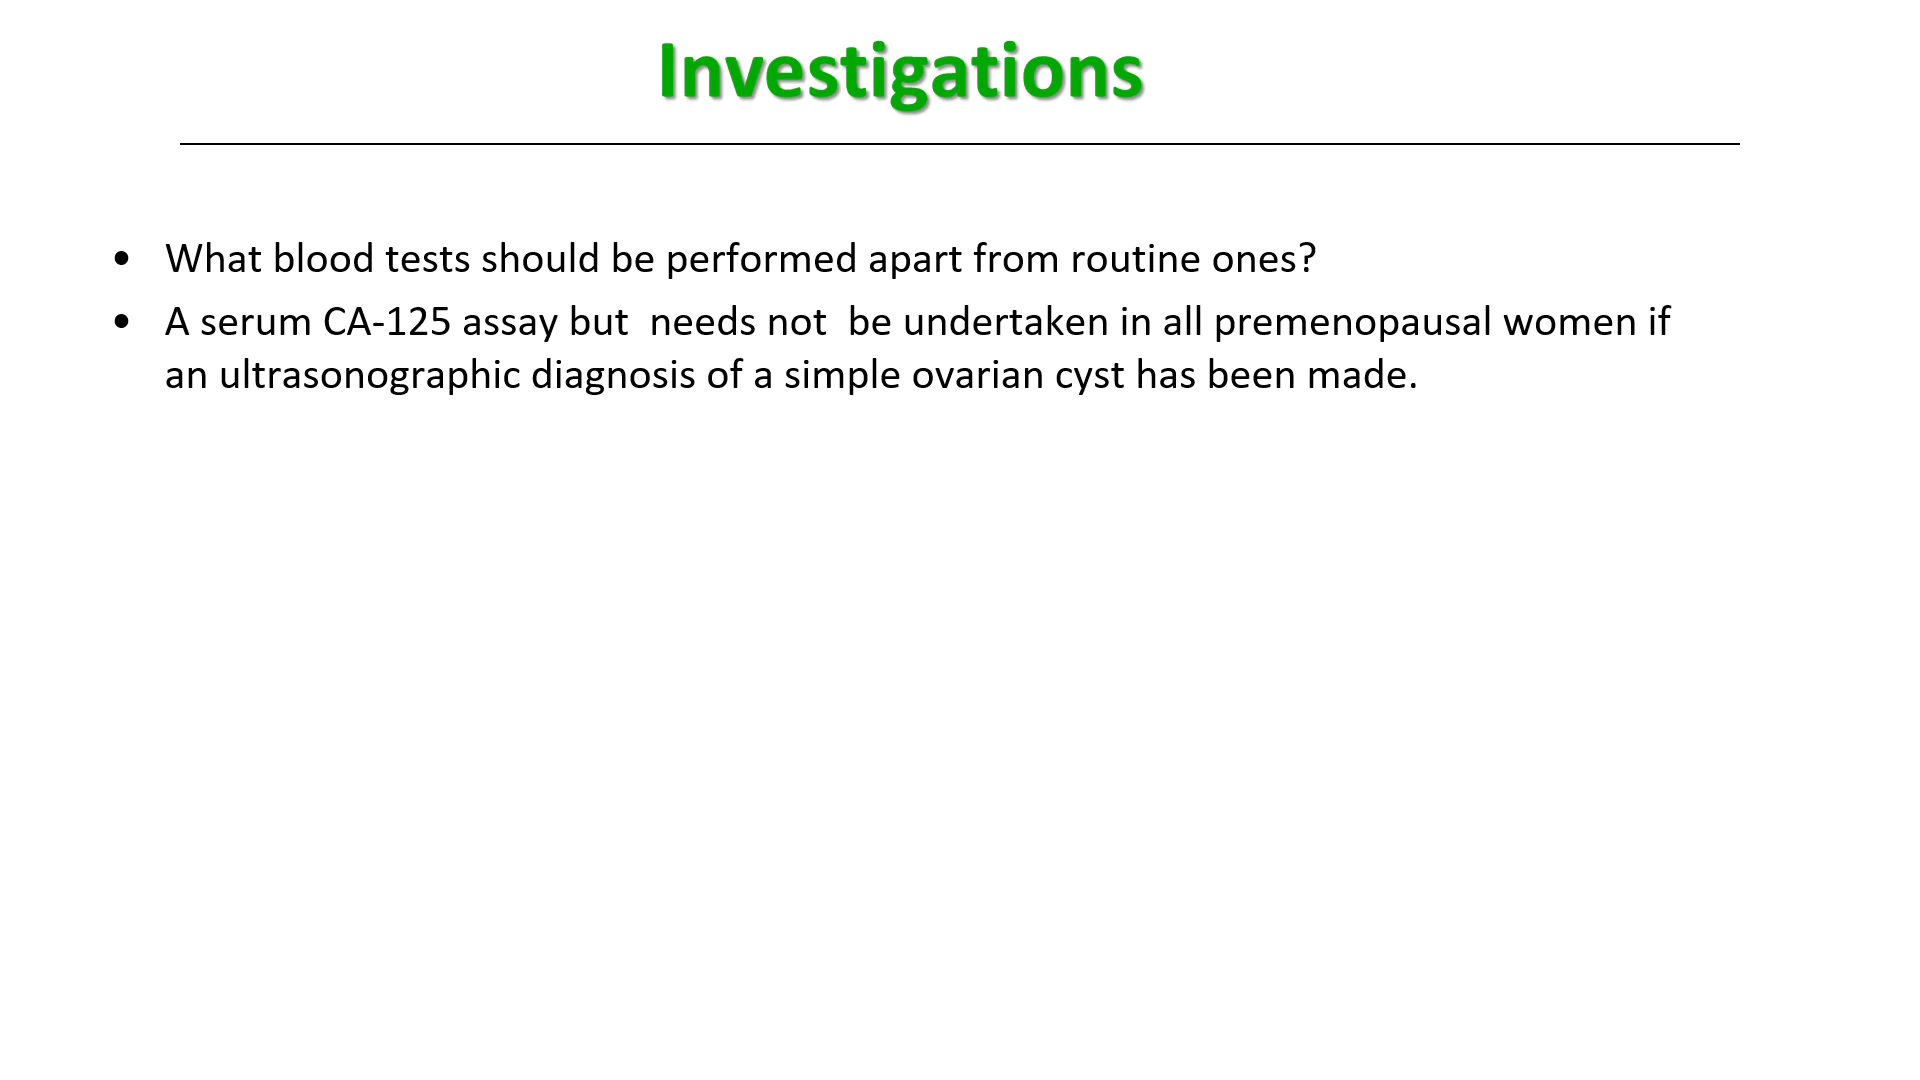 Investigations
• What blood tests should be performed apart from routine ones?
• A serum CA-125 assay but  needs not  be undertaken in all premenopausal women if
an ultrasonographic diagnosis of a simple ovarian cyst has been made.